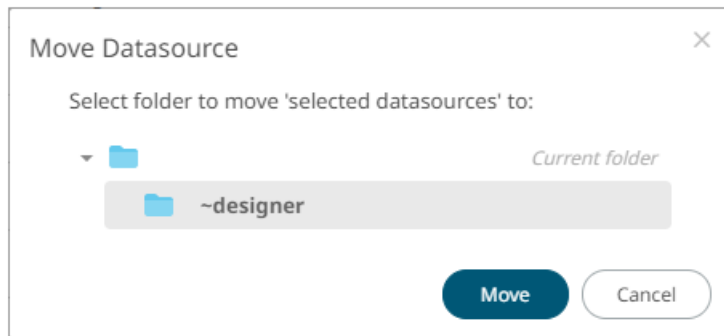 Move Datasource
Select folder to move 'selected datasources' to:
Current folder
~designer
Move
Cancel